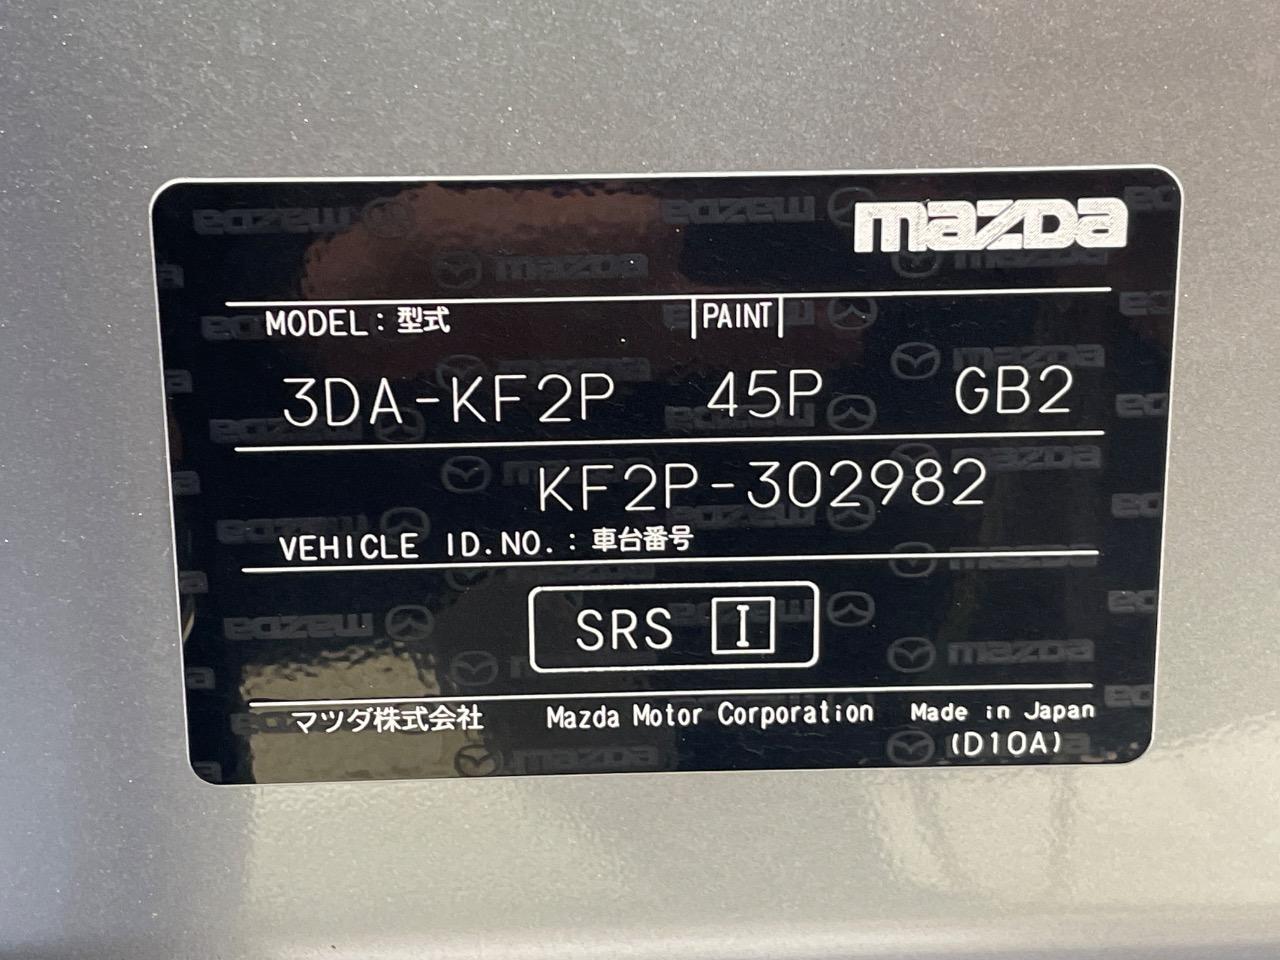 mazda
MODEL: 型式 PAINT
3DA-KF2P 45P GB2
KF2P-302982
VEHICLE ID.NO.: 車台番号
SRS I
マツダ株式会社 Mazda Motor Corporation Made in Japan
(D10A)